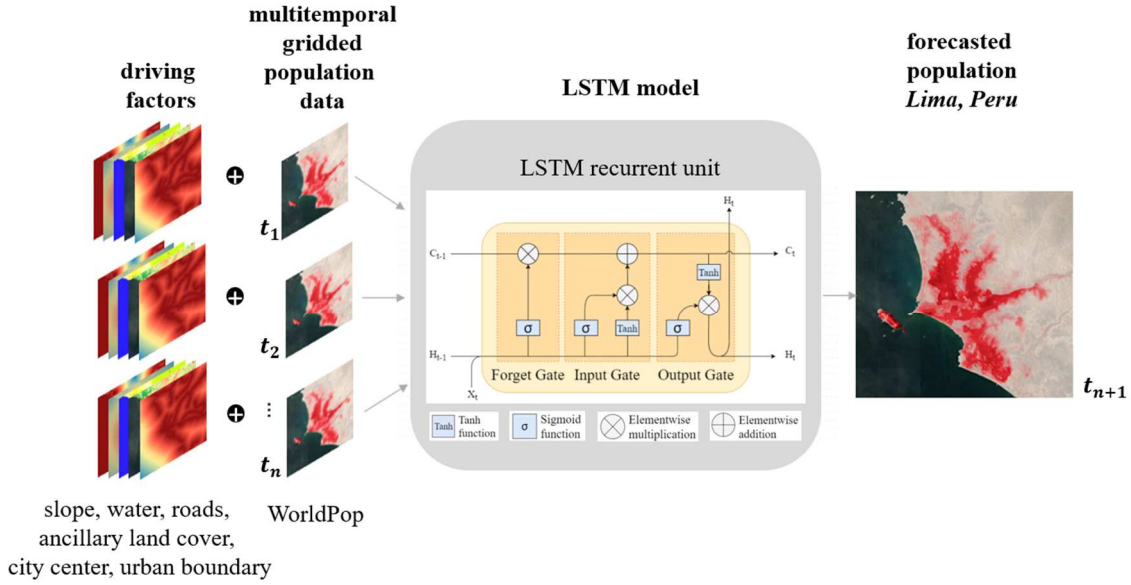 driving
factors
multitemporal
gridded
population
data
LSTM model
forecasted
population
Lima, Peru
t1
t2
⋮
tn
slope, water, roads,
ancillary land cover,
city center, urban boundary
WorldPop
LSTM recurrent unit
Ht
Ct-1
Ct
Tanh
σ
σ
Tanh
σ
Ht-1
Ht
Xt
Forget Gate
Input Gate
Output Gate
Tanh
Tanh
function
σ
Sigmoid
function
Elementwise
multiplication
Elementwise
addition
tn+1